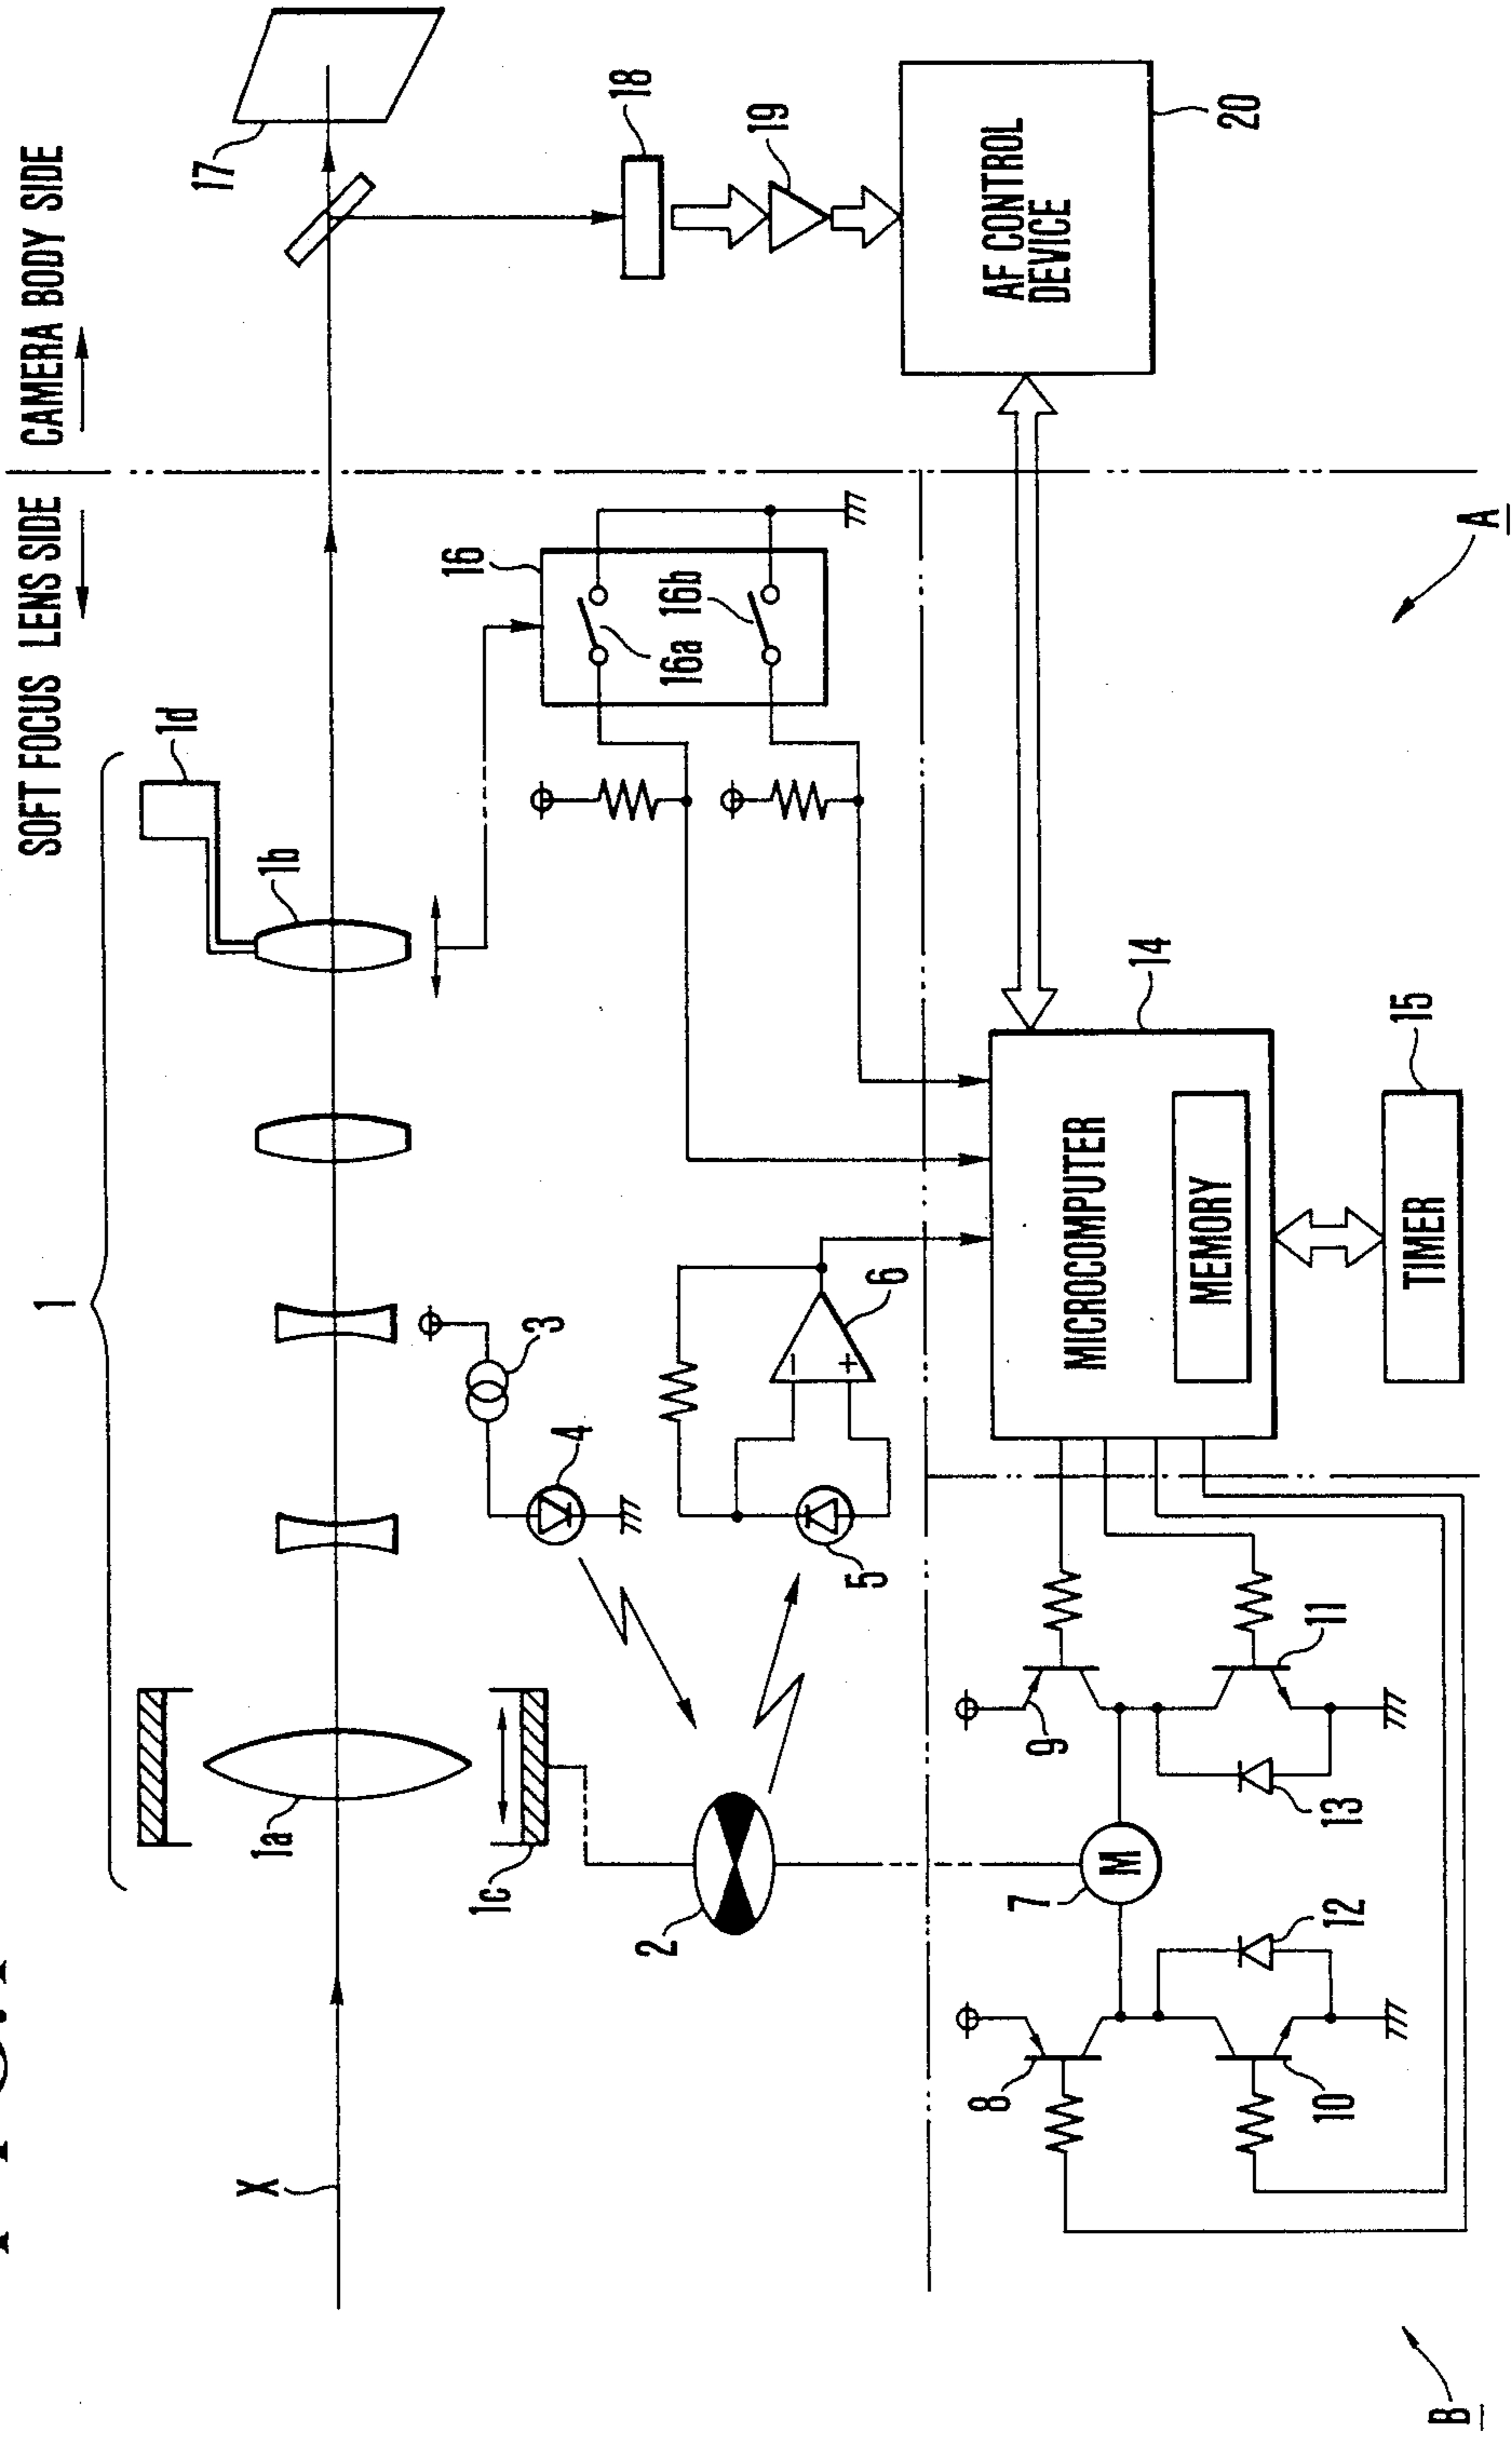 SOFT FOCUS LENS SIDE
CAMERA BODY SIDE
1
1d
17
1b
1a
X
18
16
3
4
1c
16a
16b
19
2
5
6
AF CONTROL
DEVICE
20
8
7
9
MICROCOMPUTER
14
MEMORY
10
12
13
11
TIMER
15
B
A
M
−
+